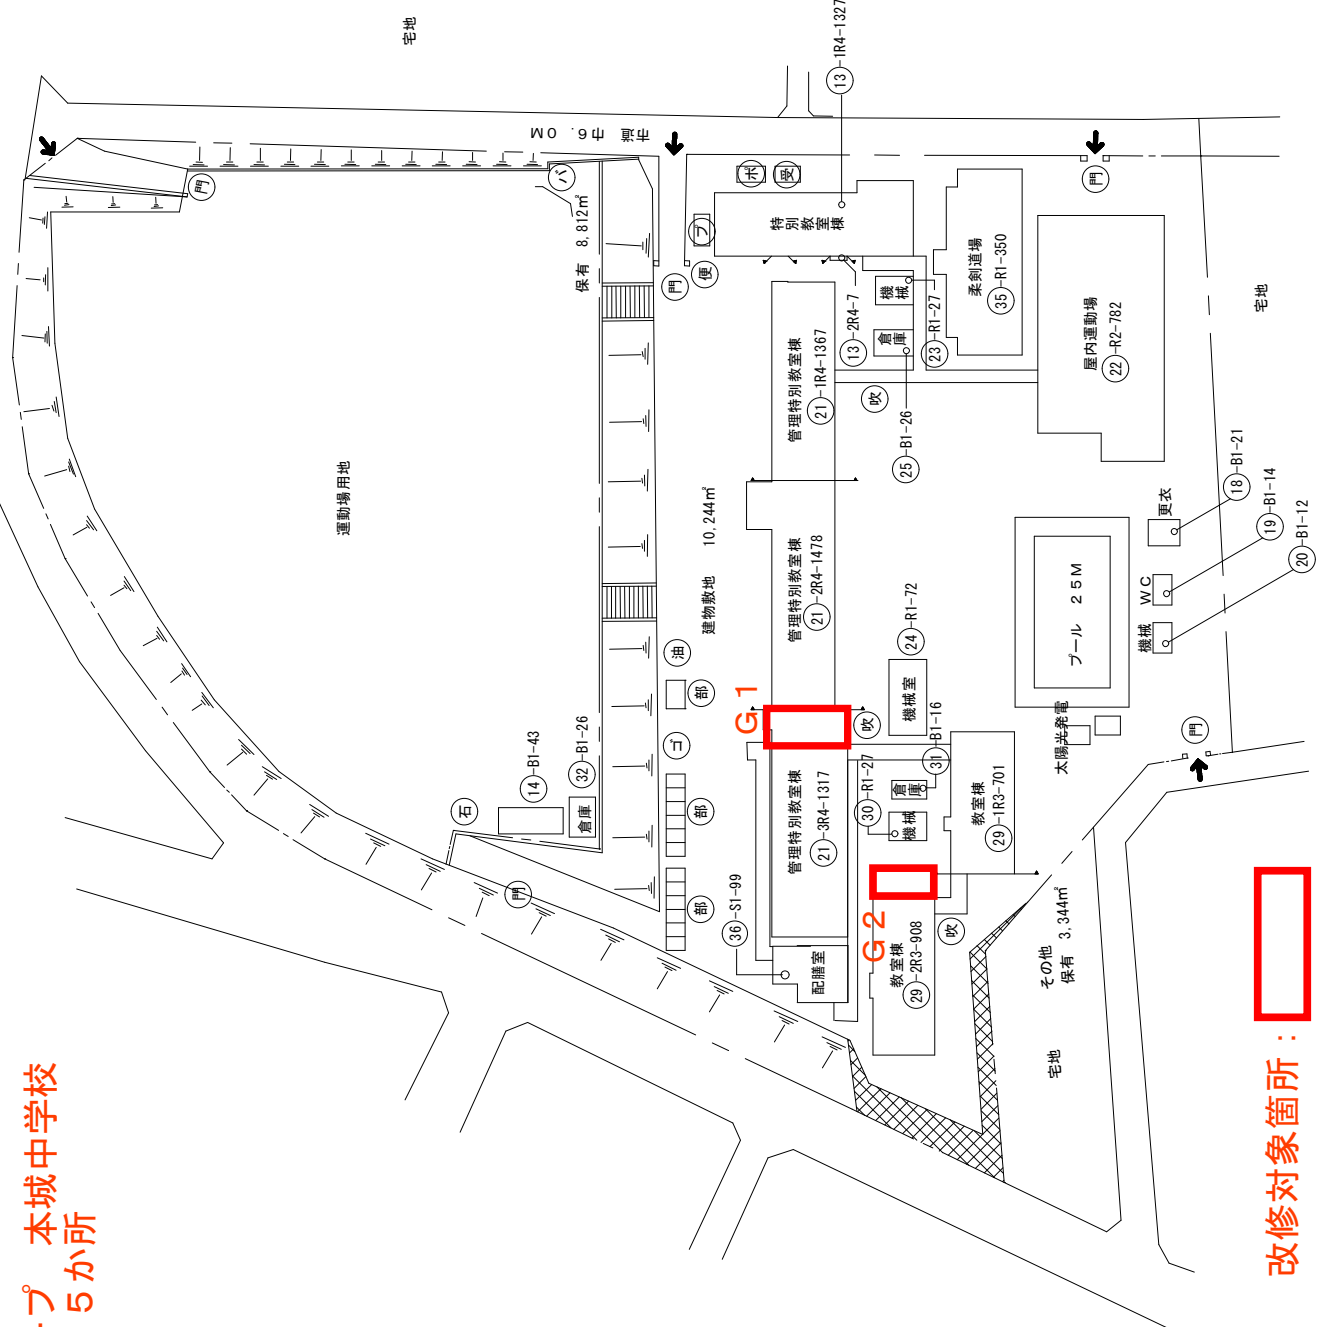 ・プ 本城中学校
５か所
宅地
市道 巾６.０Ｍ
門
パ
保有 8,812㎡
運動場用地
門
便
プ
ポ
受
特別教室棟
13-1R4-1327
13-2R4-7
機械
23-R1-27
倉庫
25-B1-26
柔剣道場
35-R1-350
門
屋内運動場
22-R2-782
宅地
管理特別教室棟
21-1R4-1367
吹
建物敷地 10,244㎡
管理特別教室棟
21-2R4-1478
更衣
18-B1-21
ＷＣ
19-B1-14
機械
20-B1-12
プール ２５Ｍ
太陽光発電
門
機械室
24-R1-72
油
部
ゴ
部
部
石
14-B1-43
倉庫
32-B1-26
門
Ｇ１
吹
管理特別教室棟
21-3R4-1317
30-R1-27
機械
倉庫
31-B1-16
教室棟
29-1R3-701
36-S1-99
配膳室
Ｇ２
教室棟
29-2R3-908
吹
その他
保有 3,344㎡
宅地
改修対象箇所：